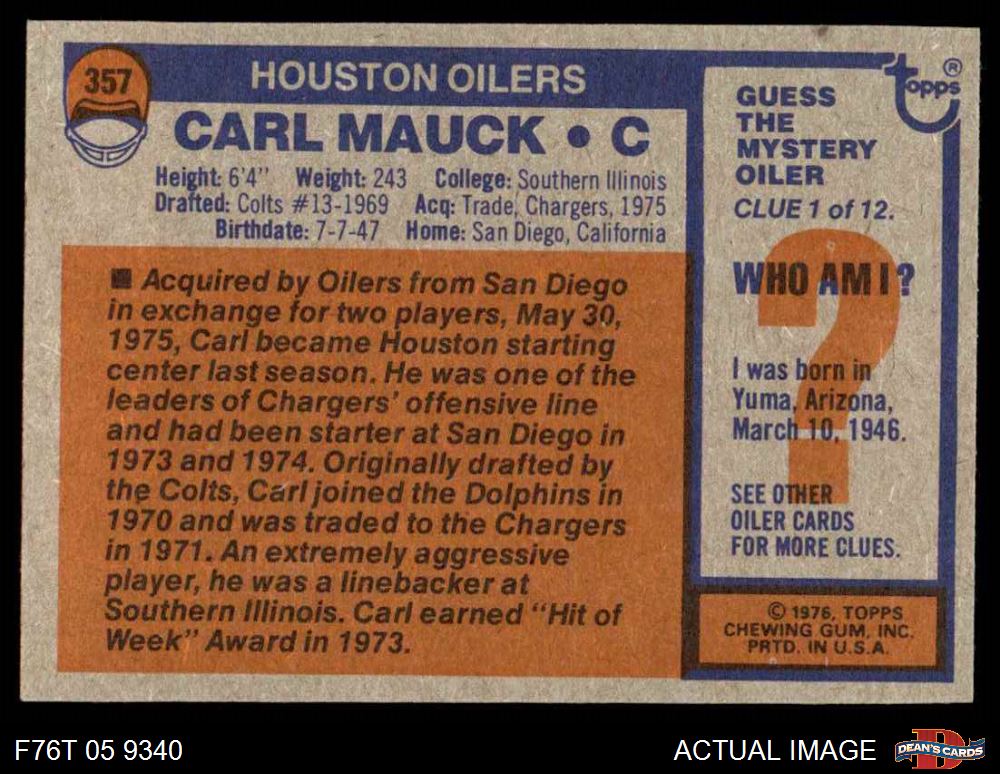 357
HOUSTON OILERS
CARL MAUCK • C
Height: 6'4" Weight: 243 College: Southern Illinois
Drafted: Colts #13-1969 Acq: Trade, Chargers, 1975
Birthdate: 7-7-47 Home: San Diego, California
■ Acquired by Oilers from San Diego
in exchange for two players, May 30,
1975, Carl became Houston starting
center last season. He was one of the
leaders of Chargers' offensive line
and had been starter at San Diego in
1973 and 1974. Originally drafted by
the Colts, Carl joined the Dolphins in
1970 and was traded to the Chargers
in 1971. An extremely aggressive
player, he was a linebacker at
Southern Illinois. Carl earned "Hit of
Week" Award in 1973.
topps ®
GUESS
THE
MYSTERY
OILER
CLUE 1 of 12.
?
WHO AM I?
I was born in
Yuma, Arizona,
March 10, 1946.
SEE OTHER
OILER CARDS
FOR MORE CLUES.
© 1976, TOPPS
CHEWING GUM, INC.
PRTD. IN U.S.A.
F76T 05 9340
ACTUAL IMAGE
D
DEAN'S CARDS